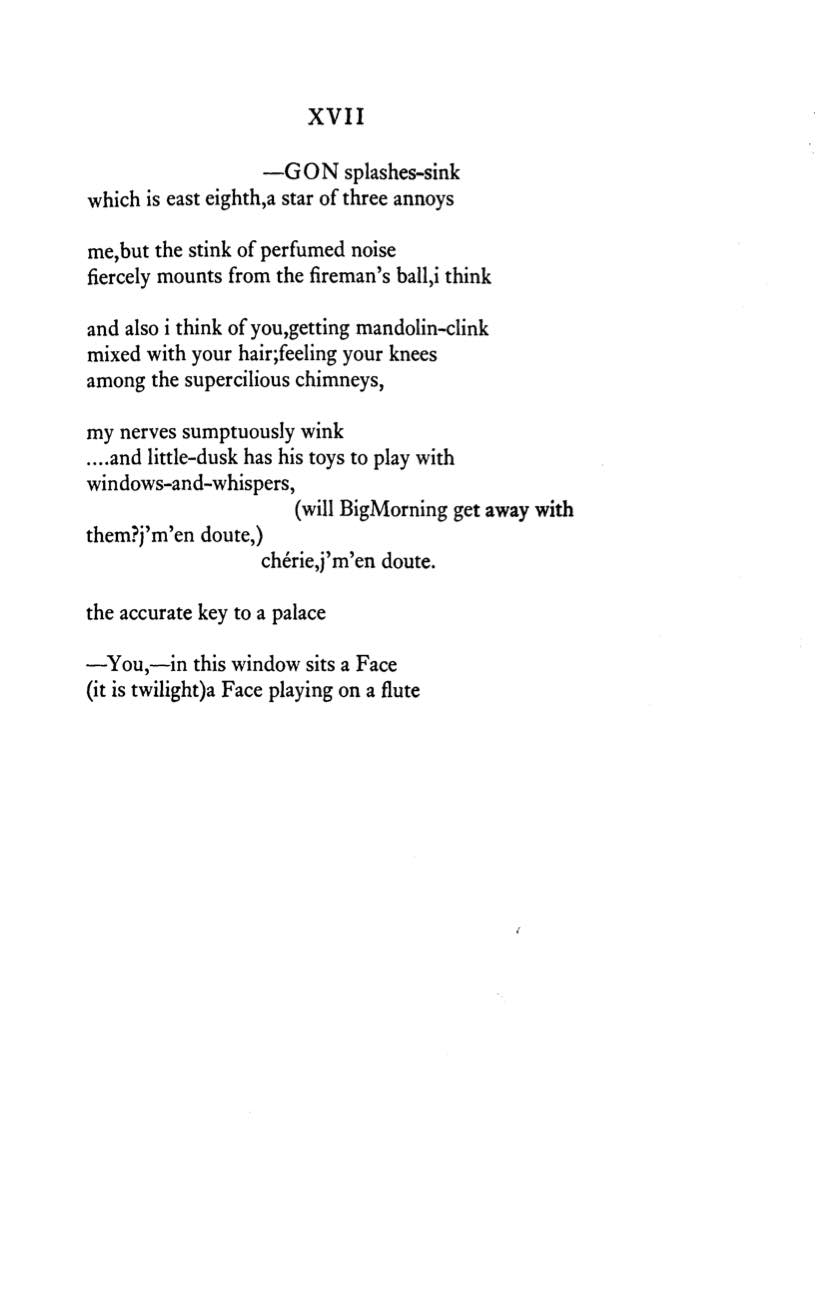 XVII
—GON splashes-sink
which is east eighth,a star of three annoys
me,but the stink of perfumed noise
fiercely mounts from the fireman's ball,i think
and also i think of you,getting mandolin-clink
mixed with your hair;feeling your knees
among the supercilious chimneys,
my nerves sumptuously wink
....and little-dusk has his toys to play with
windows-and-whispers,
(will BigMorning get away with
them?j'm'en doute,)
chérie,j'm'en doute.
the accurate key to a palace
—You,—in this window sits a Face
(it is twilight)a Face playing on a flute